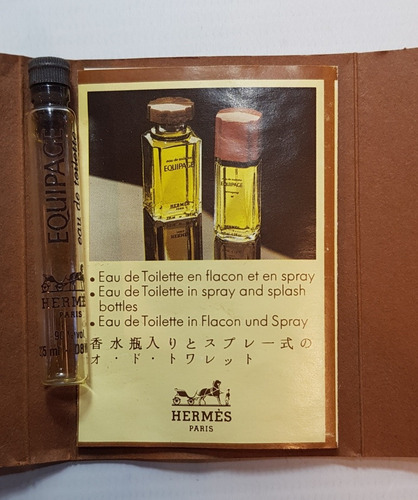 EQUIPAGE
eau de toilette
HERMÈS
PARIS
EQUIPAGE
HERMÈS
EQUIPAGE
HERMÈS
• Eau de Toilette en flacon et en spray
• Eau de Toilette in spray and splash
bottles
• Eau de Toilette in Flacon und Spray
香水瓶入りとスプレー式の
オ・ド・トワレット
HERMÈS
PARIS